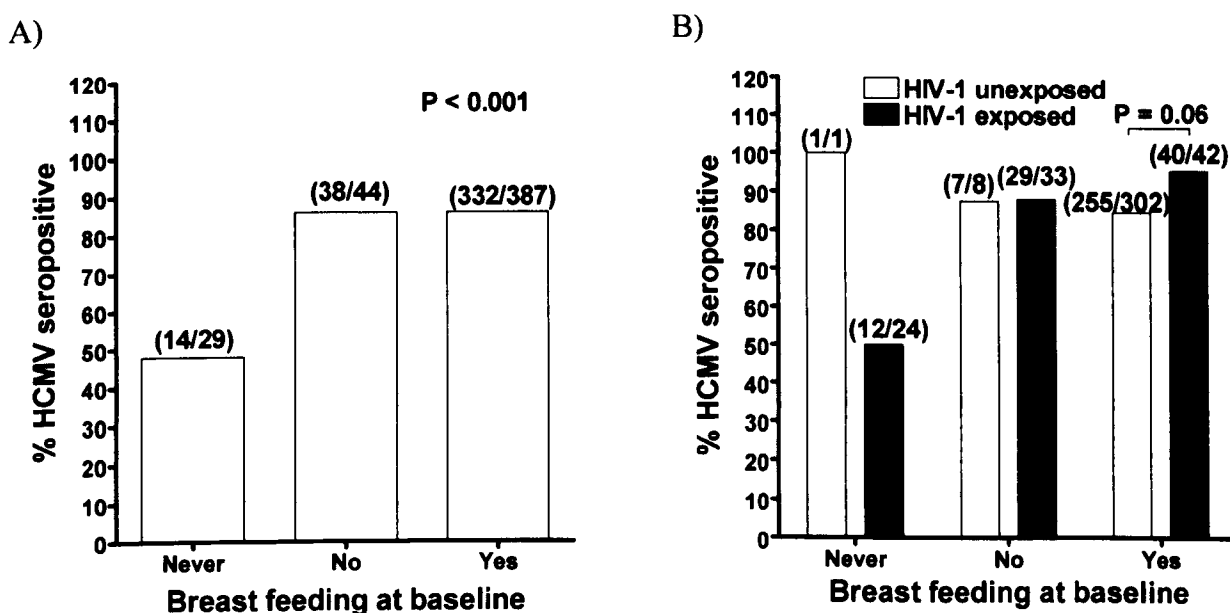 A)
120
110
100
90
80
70
60
50
40
30
20
10
0
% HCMV seropositive
P < 0.001
(14/29)
(38/44)
(332/387)
Never
No
Yes
Breast feeding at baseline
B)
120
110
100
90
80
70
60
50
40
30
20
10
0
% HCMV seropositive
HIV-1 unexposed
HIV-1 exposed
P = 0.06
(1/1)
(12/24)
(7/8)
(29/33)
(255/302)
(40/42)
Never
No
Yes
Breast feeding at baseline